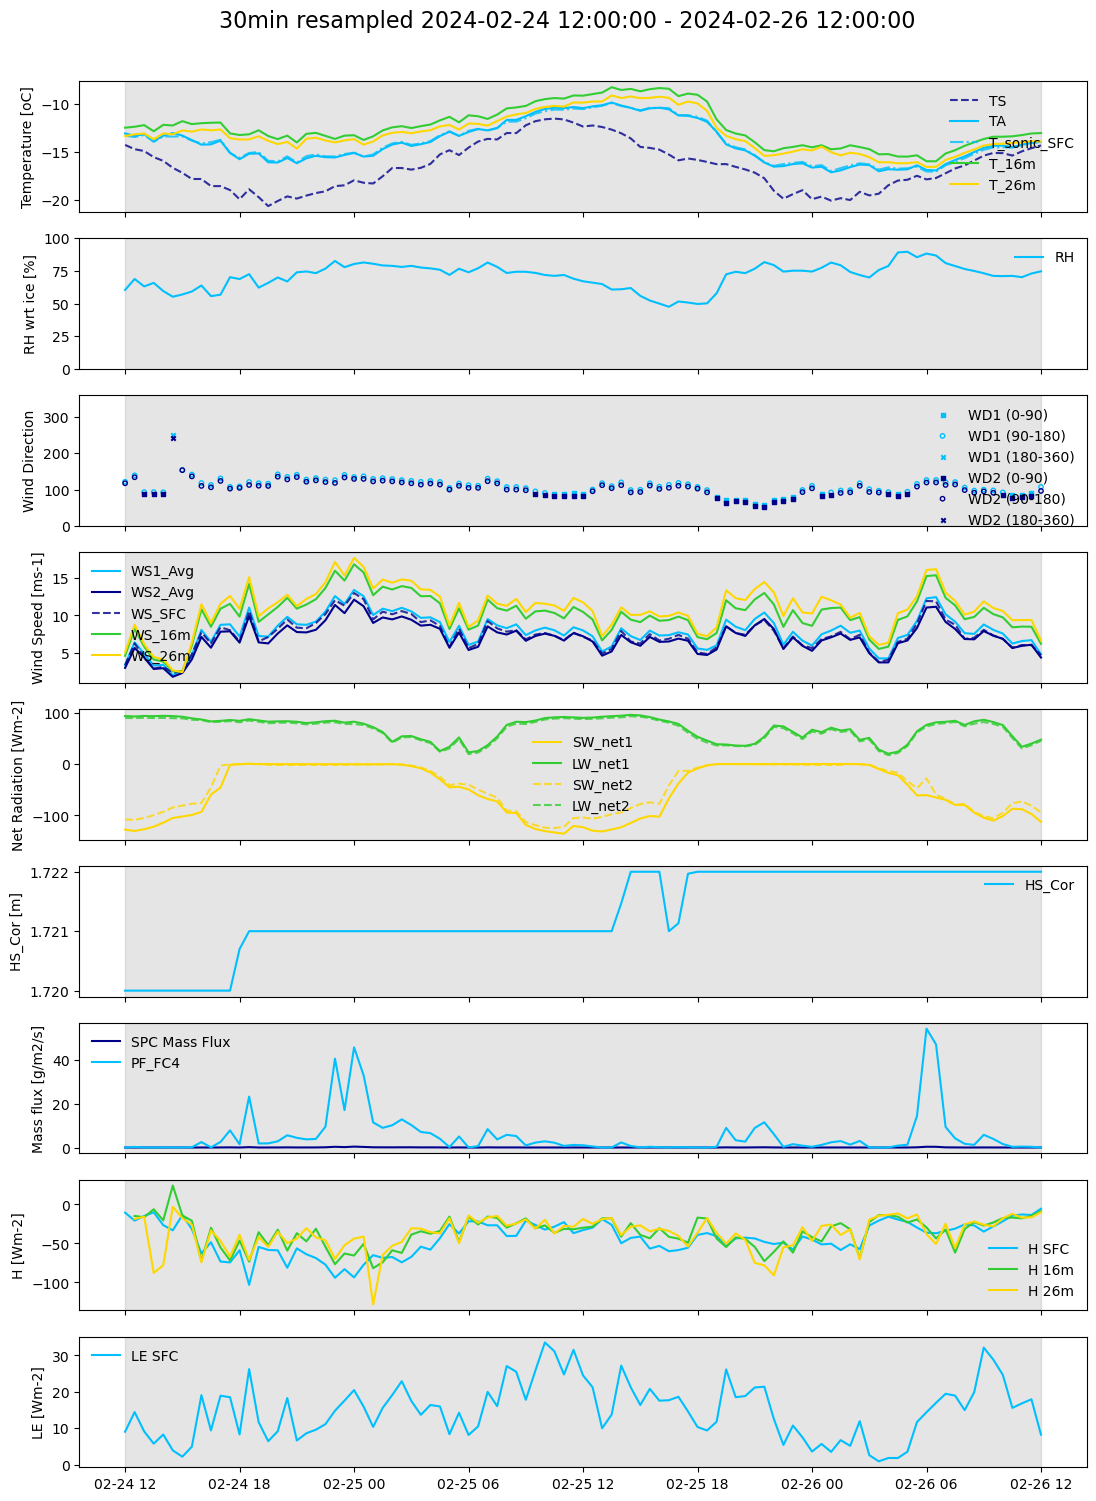 30min resampled 2024-02-24 12:00:00 - 2024-02-26 12:00:00
Temperature [oC]
−10
−15
−20
TS
TA
T_sonic_SFC
T_16m
T_26m
RH wrt ice [%]
100
75
50
25
0
RH
Wind Direction
300
200
100
0
WD1 (0-90)
WD1 (90-180)
WD1 (180-360)
WD2 (0-90)
WD2 (90-180)
WD2 (180-360)
Wind Speed [ms-1]
15
10
5
WS1_Avg
WS2_Avg
WS_SFC
WS_16m
WS_26m
Net Radiation [Wm-2]
100
0
−100
SW_net1
LW_net1
SW_net2
LW_net2
HS_Cor [m]
1.722
1.721
1.720
HS_Cor
Mass flux [g/m2/s]
40
20
0
SPC Mass Flux
PF_FC4
H [Wm-2]
0
−50
−100
H SFC
H 16m
H 26m
LE [Wm-2]
30
20
10
0
LE SFC
02-24 12 02-24 18 02-25 00 02-25 06 02-25 12 02-25 18 02-26 00 02-26 06 02-26 12